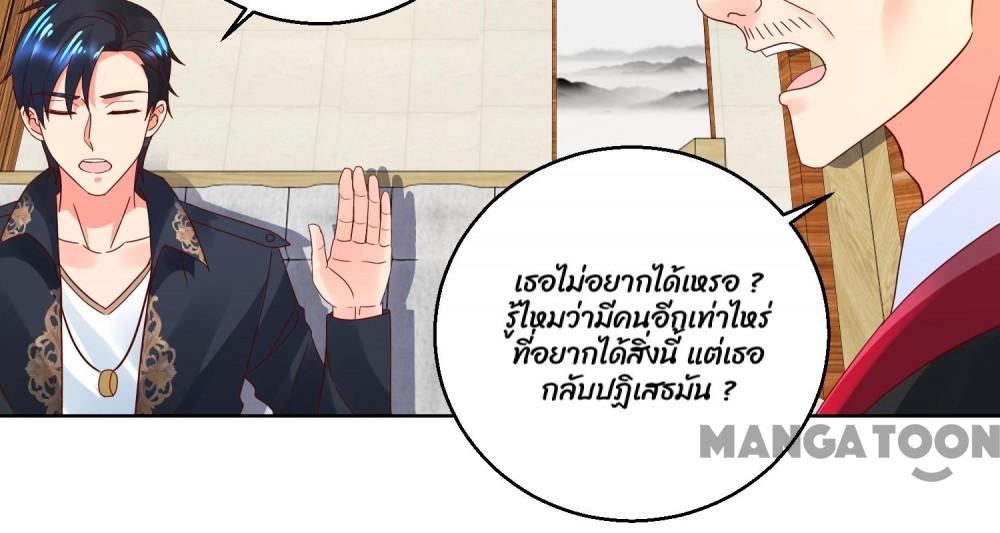 เธอไม่อยากได้เหรอ ?
รู้ไหมว่ามีคนอีกเท่าไหร่
ที่อยากได้สิ่งนี้ แต่เธอ
กลับปฏิเสธมัน ?
MANGATOON